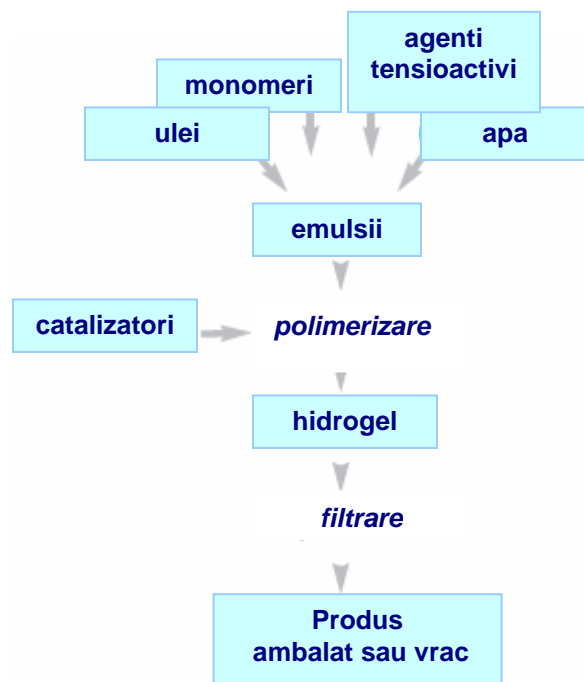 agenti
tensioactivi
monomeri
ulei
apa
emulsii
catalizatori
polimerizare
hidrogel
filtrare
Produs
ambalat sau vrac